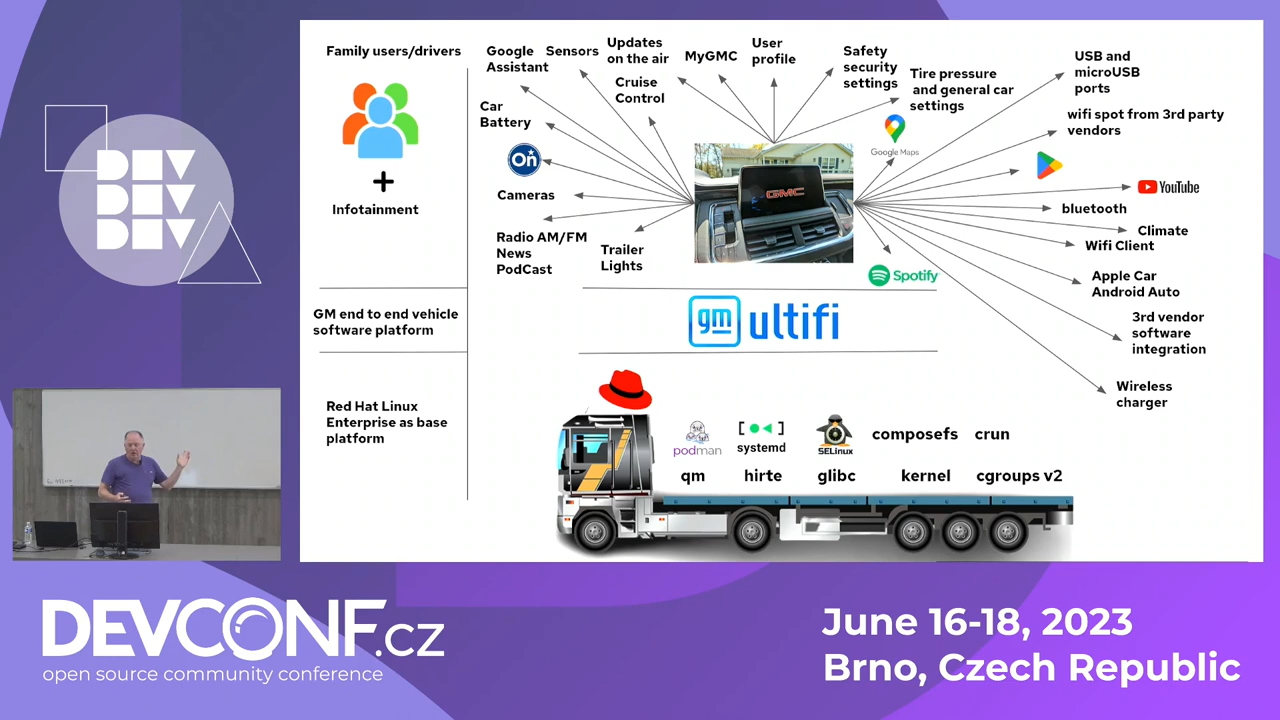 DEV
DEV
DEV
Family users/drivers
+
Infotainment
Google
Assistant
Sensors
Updates
on the air
Cruise
Control
MyGMC
User
profile
Safety
security
settings
Tire pressure
and general car
settings
USB and
microUSB
ports
Car
Battery
On
Cameras
Radio AM/FM
News
PodCast
Trailer
Lights
GMC
Google Maps
wifi spot from 3rd party
vendors
YouTube
bluetooth
Climate
Wifi Client
Spotify
Apple Car
Android Auto
3rd vendor
software
integration
Wireless
charger
GM end to end vehicle
software platform
gm ultifi
Red Hat Linux
Enterprise as base
platform
podman
[●◀]
systemd
SELinux
composefs crun
qm hirte glibc kernel cgroups v2
DEVCONF.cz
open source community conference
June 16-18, 2023
Brno, Czech Republic